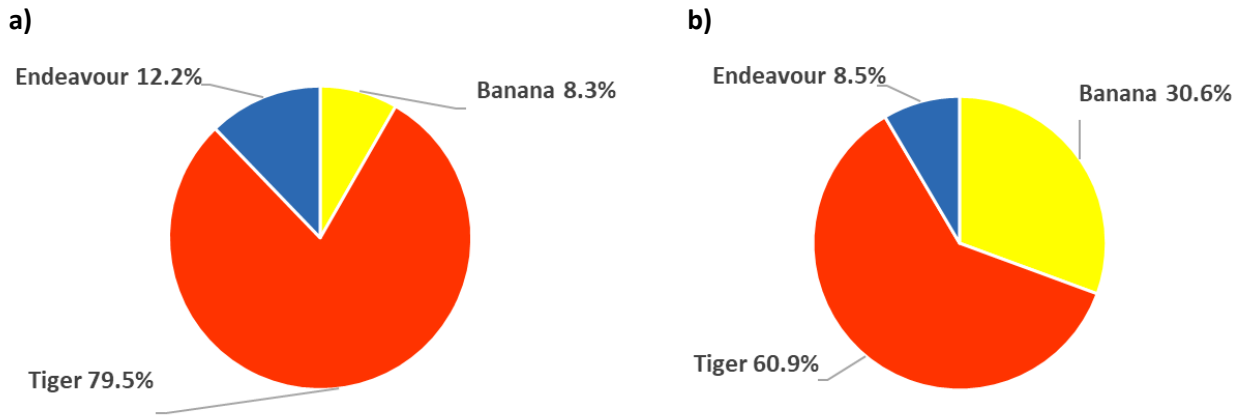 a)
Endeavour 12.2%
Banana 8.3%
Tiger 79.5%
b)
Endeavour 8.5%
Banana 30.6%
Tiger 60.9%